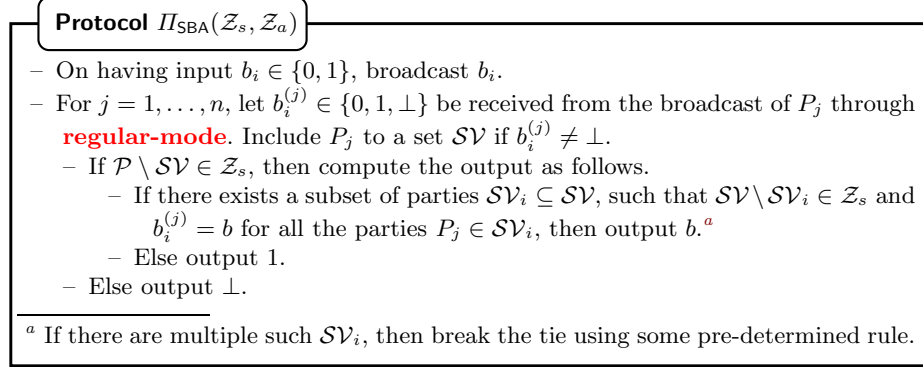 Protocol Π_SBA(𝒵_s, 𝒵_a)
– On having input b_i ∈ {0, 1}, broadcast b_i.
– For j = 1, . . . , n, let b_i^{(j)} ∈ {0, 1, ⊥} be received from the broadcast of P_j through
regular-mode. Include P_j to a set 𝒮𝒱 if b_i^{(j)} ≠ ⊥.
– If 𝒫 \ 𝒮𝒱 ∈ 𝒵_s, then compute the output as follows.
– If there exists a subset of parties 𝒮𝒱_i ⊆ 𝒮𝒱, such that 𝒮𝒱 \ 𝒮𝒱_i ∈ 𝒵_s and
b_i^{(j)} = b for all the parties P_j ∈ 𝒮𝒱_i, then output b.^a
– Else output 1.
– Else output ⊥.
^a If there are multiple such 𝒮𝒱_i, then break the tie using some pre-determined rule.